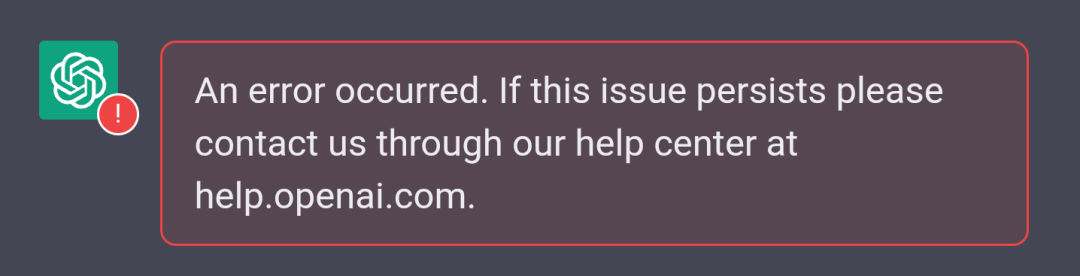 An error occurred. If this issue persists please
contact us through our help center at
help.openai.com.